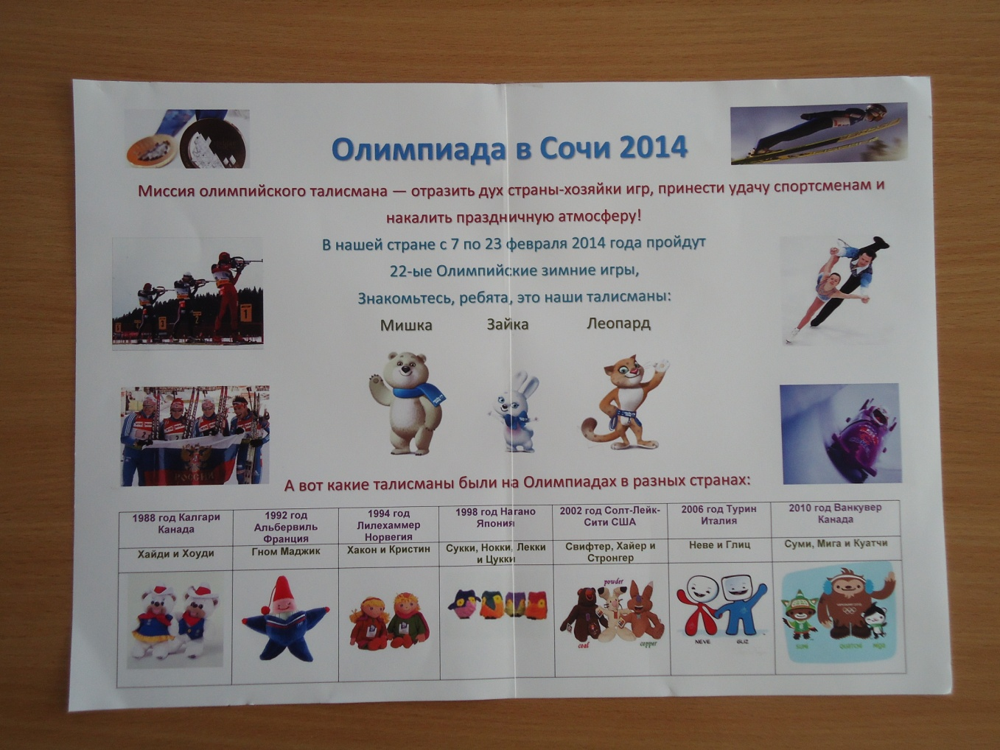 Олимпиада в Сочи 2014
Миссия олимпийского талисмана — отразить дух страны-хозяйки игр, принести удачу спортсменам и
накалить праздничную атмосферу!
В нашей стране с 7 по 23 февраля 2014 года пройдут
22-ые Олимпийские зимние игры,
Знакомьтесь, ребята, это наши талисманы:
Мишка Зайка Леопард
1
2
3
2
РОССИЯ
А вот какие талисманы были на Олимпиадах в разных странах:
1988 год Калгари
Канада
1992 год
Альбервиль
Франция
1994 год
Лилехаммер
Норвегия
1998 год Нагано
Япония
2002 год Солт-Лейк-
Сити США
2006 год Турин
Италия
2010 год Ванкувер
Канада
Хайди и Хоуди
Гном Маджик
Хакон и Кристин
Сукки, Нокки, Лекки
и Цукки
Свифтер, Хайер и
Стронгер
Неве и Глиц
Суми, Мига и Куатчи
powder
coal
copper
NEVE GLIZ
SUMI QUATCHI MIGA